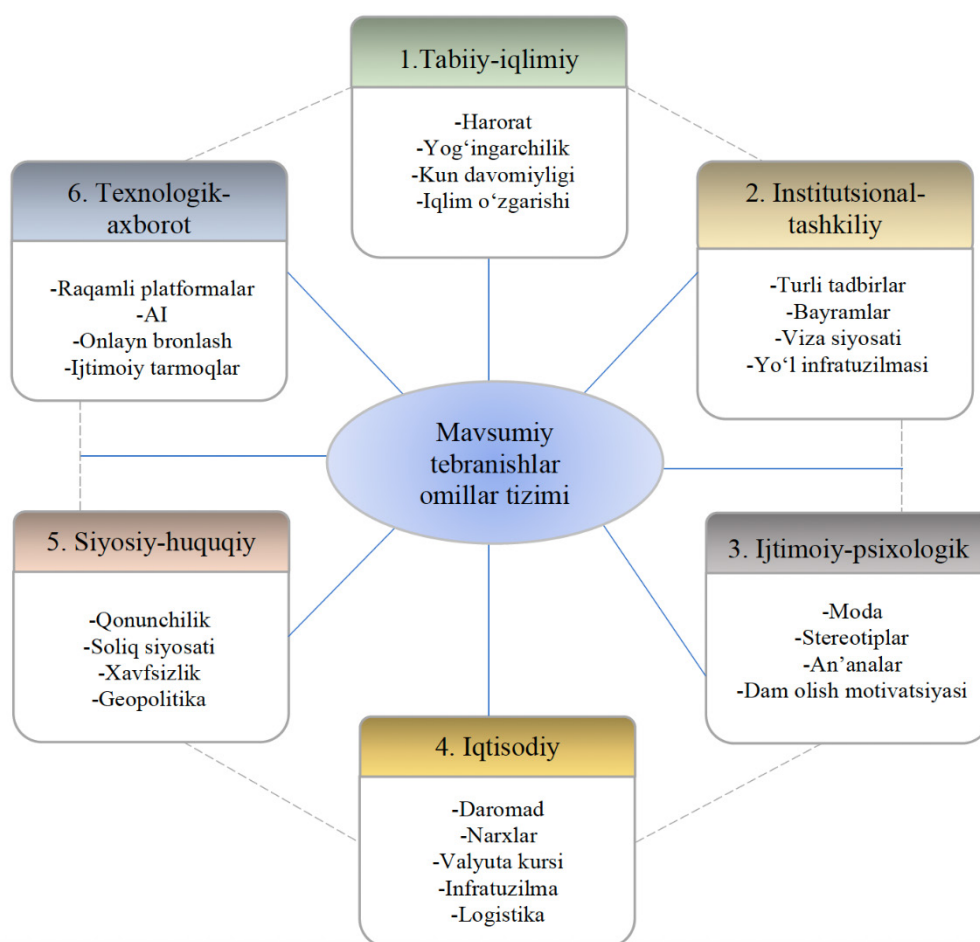 1.Tabiiy-iqlimiy
-Harorat
-Yog‘ingarchilik
-Kun davomiyligi
-Iqlim o‘zgarishi
2. Institutsional-
tashkiliy
-Turli tadbirlar
-Bayramlar
-Viza siyosati
-Yo‘l infratuzilmasi
3. Ijtimoiy-psixologik
-Moda
-Stereotiplar
-An’analar
-Dam olish motivatsiyasi
4. Iqtisodiy
-Daromad
-Narxlar
-Valyuta kursi
-Infratuzilma
-Logistika
5. Siyosiy-huquqiy
-Qonunchilik
-Soliq siyosati
-Xavfsizlik
-Geopolitika
6. Texnologik-
axborot
-Raqamli platformalar
-AI
-Onlayn bronlash
-Ijtimoiy tarmoqlar
Mavsumiy
tebranishlar
omillar tizimi